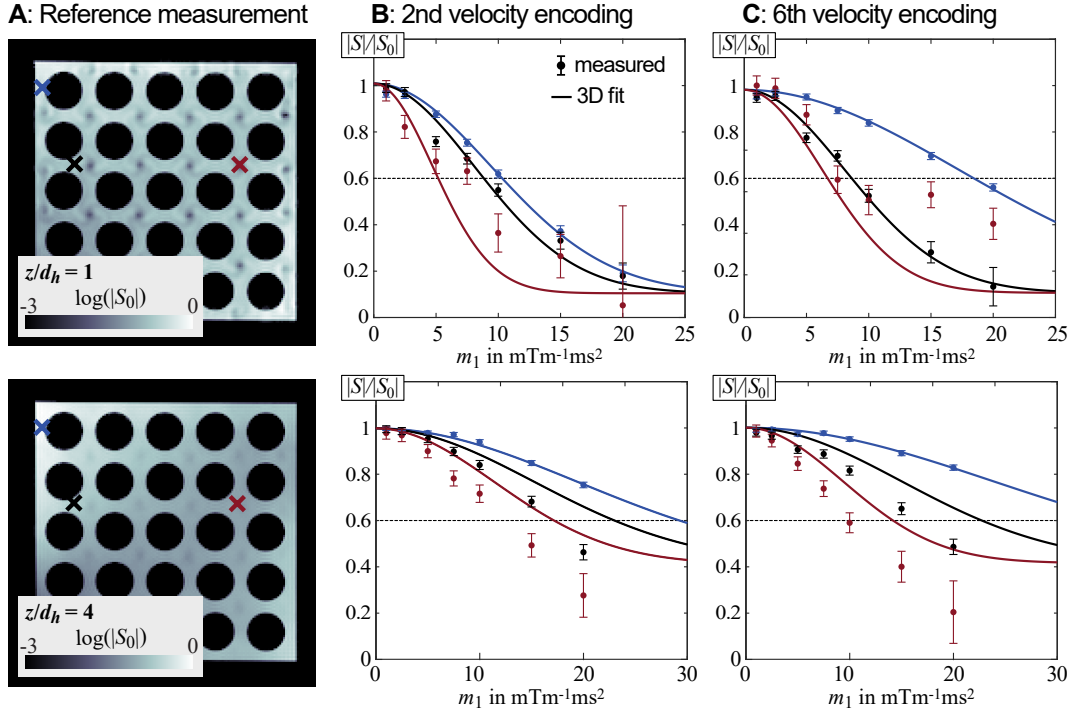 A: Reference measurement
B: 2nd velocity encoding
C: 6th velocity encoding
z/dₕ = 1
log(|S₀|)
-3 0
|S|/|S₀|
measured
3D fit
1
0.8
0.6
0.4
0.2
0
0 5 10 15 20 25
m₁ in mTm⁻¹ms²
|S|/|S₀|
1
0.8
0.6
0.4
0.2
0
0 5 10 15 20 25
m₁ in mTm⁻¹ms²
z/dₕ = 4
log(|S₀|)
-3 0
|S|/|S₀|
1
0.8
0.6
0.4
0.2
0
0 10 20 30
m₁ in mTm⁻¹ms²
|S|/|S₀|
1
0.8
0.6
0.4
0.2
0
0 10 20 30
m₁ in mTm⁻¹ms²